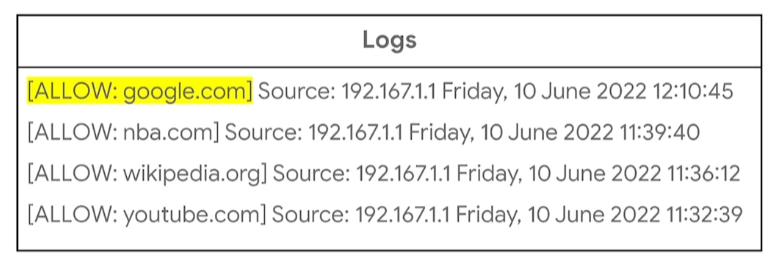 Logs
[ALLOW: google.com] Source: 192.167.1.1 Friday, 10 June 2022 12:10:45
[ALLOW: nba.com] Source: 192.167.1.1 Friday, 10 June 2022 11:39:40
[ALLOW: wikipedia.org] Source: 192.167.1.1 Friday, 10 June 2022 11:36:12
[ALLOW: youtube.com] Source: 192.167.1.1 Friday, 10 June 2022 11:32:39